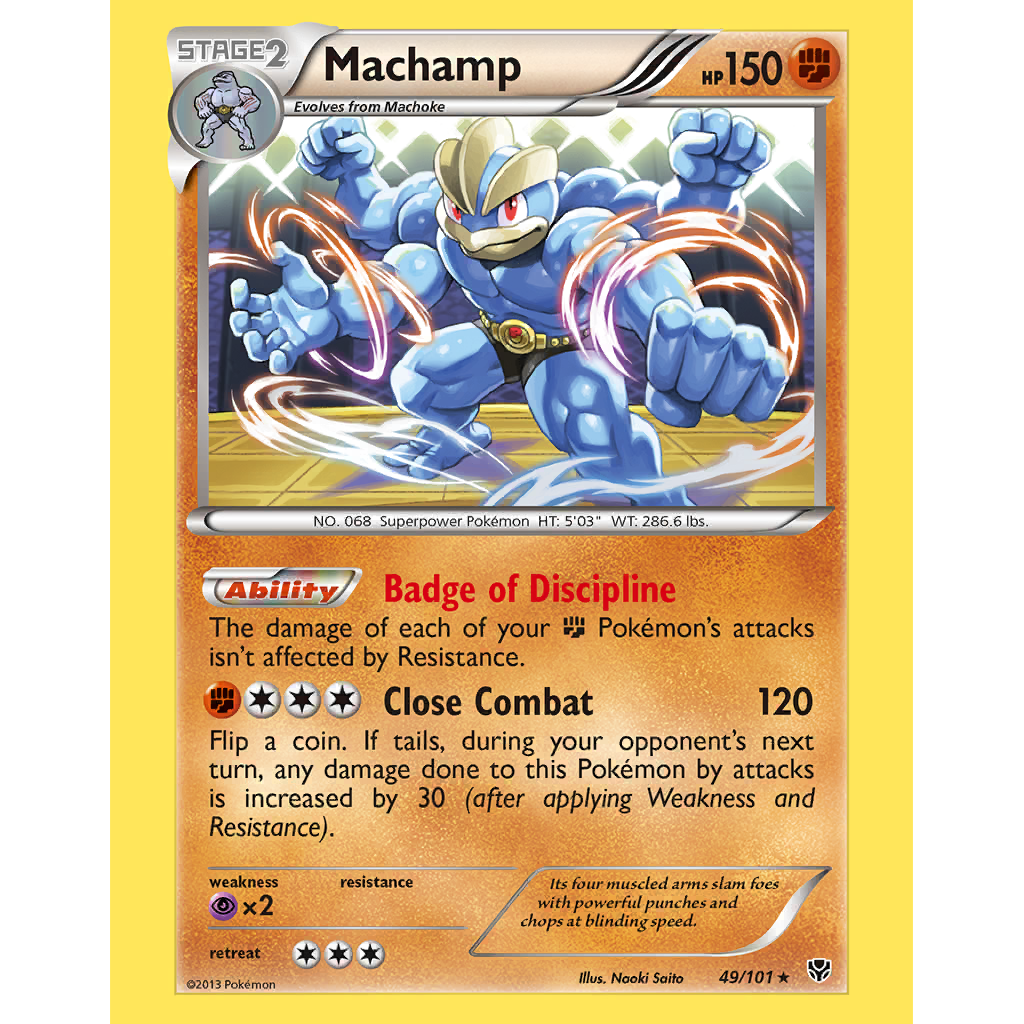 STAGE2
Machamp
HP150
Evolves from Machoke
NO. 068 Superpower Pokémon HT: 5'03" WT: 286.6 lbs.
Ability Badge of Discipline
The damage of each of your Pokémon's attacks
isn't affected by Resistance.
Close Combat 120
Flip a coin. If tails, during your opponent's next
turn, any damage done to this Pokémon by attacks
is increased by 30 (after applying Weakness and
Resistance).
weakness resistance
×2
Its four muscled arms slam foes
with powerful punches and
chops at blinding speed.
retreat
Illus. Naoki Saito 49/101
©2013 Pokémon